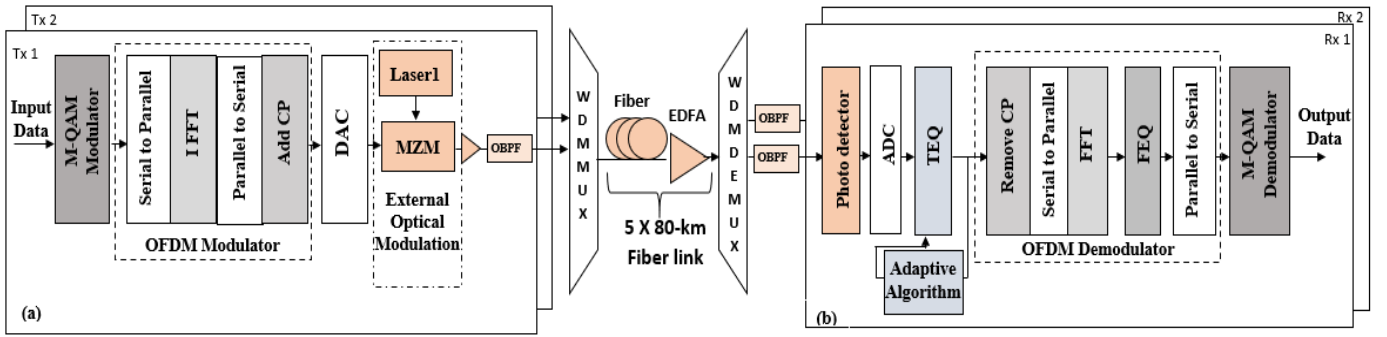 Tx 2
Tx 1
Input
Data
M-QAM
Modulator
Serial to Parallel
I FFT
Parallel to Serial
Add CP
OFDM Modulator
DAC
Laser1
MZM
External
Optical
Modulation
OBPF
(a)
W
D
M
M
U
X
Fiber
EDFA
5 X 80-km
Fiber link
W
D
M
D
E
M
U
X
OBPF
OBPF
Rx 2
Rx 1
Photo detector
ADC
TEQ
Adaptive
Algorithm
Remove CP
Serial to Parallel
FFT
FEQ
Parallel to Serial
OFDM Demodulator
M-QAM
Demodulator
Output
Data
(b)